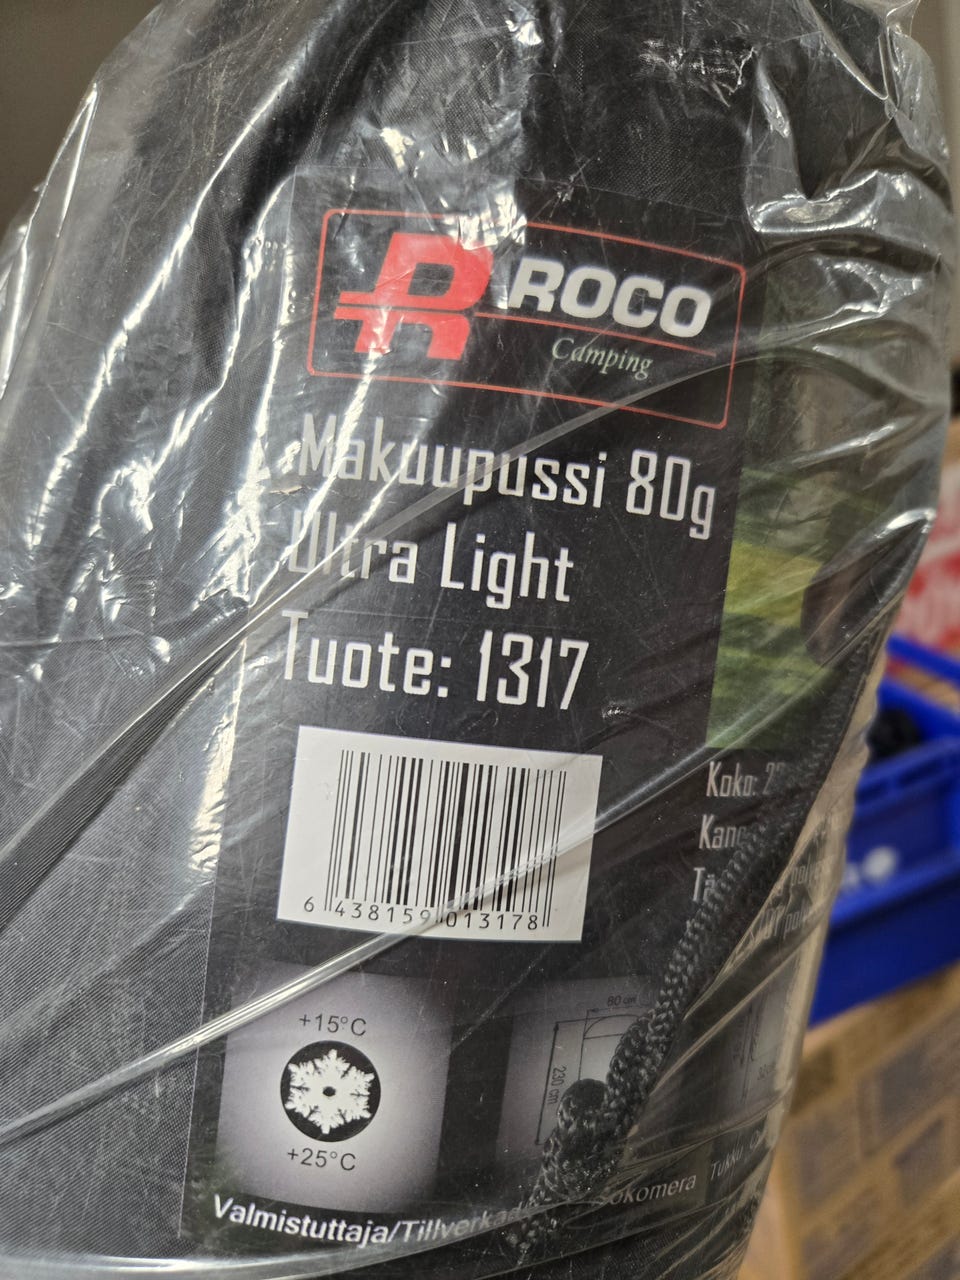 ROCO
Camping
Makuupussi 80g
Ultra Light
Tuote: 1317
Koko:
6 438159 013178
+15°C
+25°C
80 cm
230 cm
Valmistuttaja/